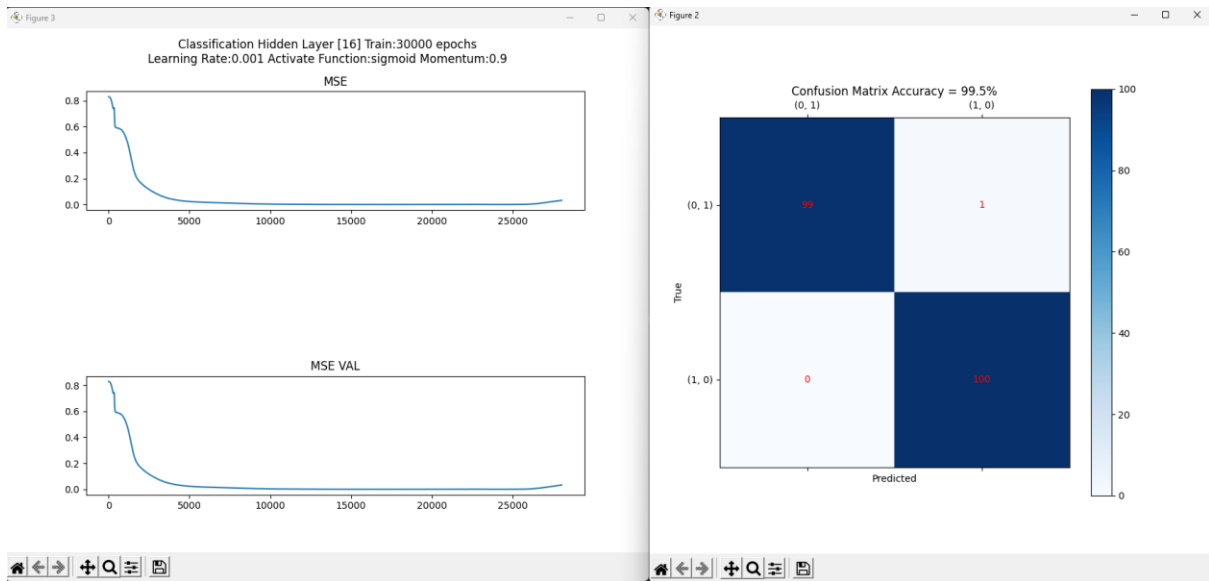 Figure 3
Classification Hidden Layer [16] Train:30000 epochs
Learning Rate:0.001 Activate Function:sigmoid Momentum:0.9
MSE
0.8
0.6
0.4
0.2
0.0
0 5000 10000 15000 20000 25000
MSE VAL
0.8
0.6
0.4
0.2
0.0
0 5000 10000 15000 20000 25000
Figure 2
Confusion Matrix Accuracy = 99.5%
(0, 1) (1, 0)
True
(0, 1) 99 1
(1, 0) 0 100
Predicted
100
80
60
40
20
0